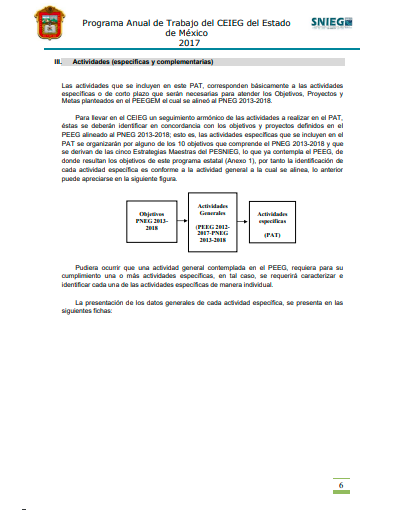 Programa Anual de Trabajo del CEIEG del Estado
de México
2017
SNIEG
III. Actividades (específicas y complementarias)
Las actividades que se incluyen en este PAT, corresponden básicamente a las actividades
específicas o de corto plazo que serán necesarias para atender los Objetivos, Proyectos y
Metas planteados en el PEEGEM el cual se alineó al PNEG 2013-2018.
Para llevar en el CEIEG un seguimiento armónico de las actividades a realizar en el PAT,
éstas se deberán identificar en concordancia con los objetivos y proyectos definidos en el
PEEG alineado al PNEG 2013-2018; esto es, las actividades específicas que se incluyen en el
PAT se organizarán por alguno de los 10 objetivos que comprende el PNEG 2013-2018 y que
se derivan de las cinco Estrategias Maestras del PESNIEG, lo que ya contempla el PEEG, de
donde resultan los objetivos de este programa estatal (Anexo 1), por tanto la identificación de
cada actividad específica es conforme a la actividad general a la cual se alinea, lo anterior
puede apreciarse en la siguiente figura.
Objetivos
PNEG 2013-
2018
Actividades
Generales
(PEEG 2012-
2017-PNEG
2013-2018
Actividades
específicas
(PAT)
Pudiera ocurrir que una actividad general contemplada en el PEEG, requiera para su
cumplimiento una o más actividades específicas, en tal caso, se requerirá caracterizar e
identificar cada una de las actividades específicas de manera individual.
La presentación de los datos generales de cada actividad específica, se presenta en las
siguientes fichas:
6